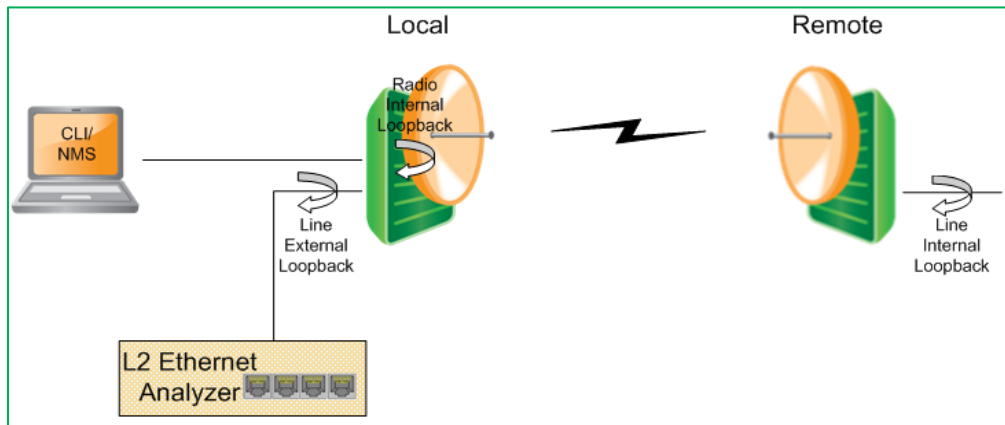 Local
Remote
Radio
Internal
Loopback
CLI/
NMS
Line
External
Loopback
Line
Internal
Loopback
L2 Ethernet
Analyzer